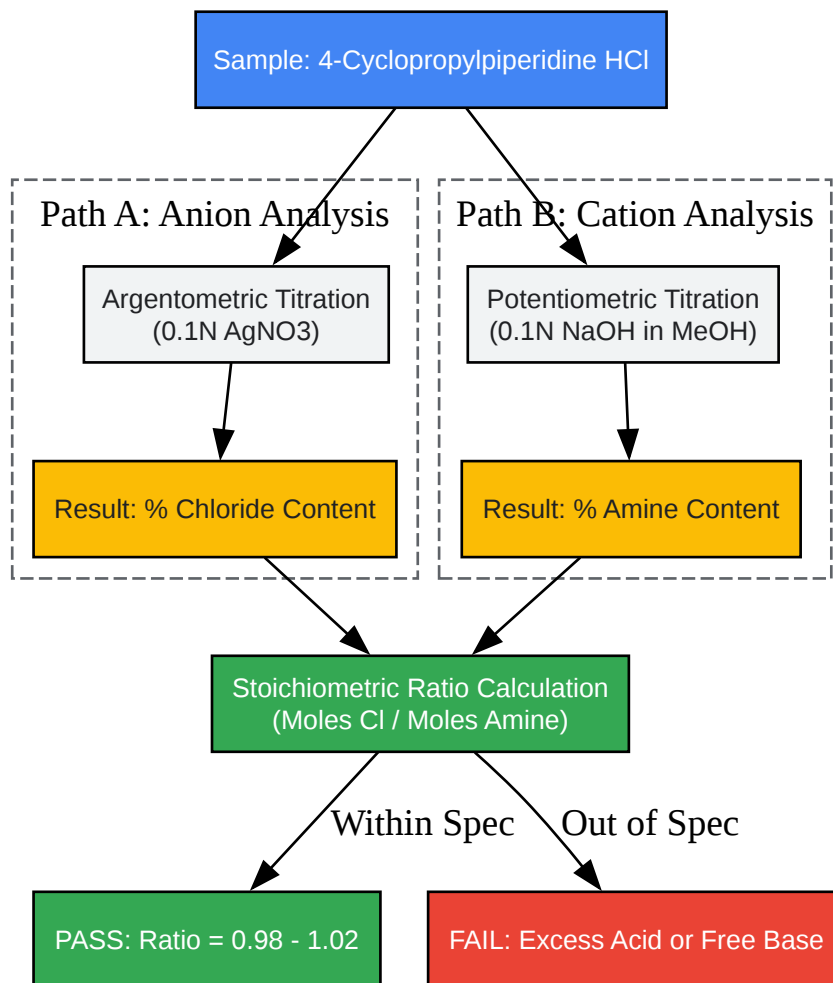 Sample: 4-Cyclopropylpiperidine HCl
Path A: Anion Analysis
Argentometric Titration
(0.1N AgNO3)
Result: % Chloride Content
Path B: Cation Analysis
Potentiometric Titration
(0.1N NaOH in MeOH)
Result: % Amine Content
Stoichiometric Ratio Calculation
(Moles Cl / Moles Amine)
Within Spec
Out of Spec
PASS: Ratio = 0.98 - 1.02
FAIL: Excess Acid or Free Base